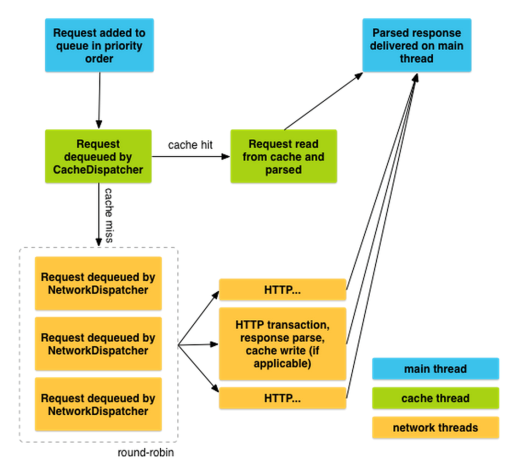 Request added to
queue in priority
order
Parsed response
delivered on main
thread
Request
dequeued by
CacheDispatcher
cache hit
Request read
from cache and
parsed
cache miss
Request dequeued by
NetworkDispatcher
Request dequeued by
NetworkDispatcher
Request dequeued by
NetworkDispatcher
round-robin
HTTP...
HTTP transaction,
response parse,
cache write (if
applicable)
HTTP...
main thread
cache thread
network threads